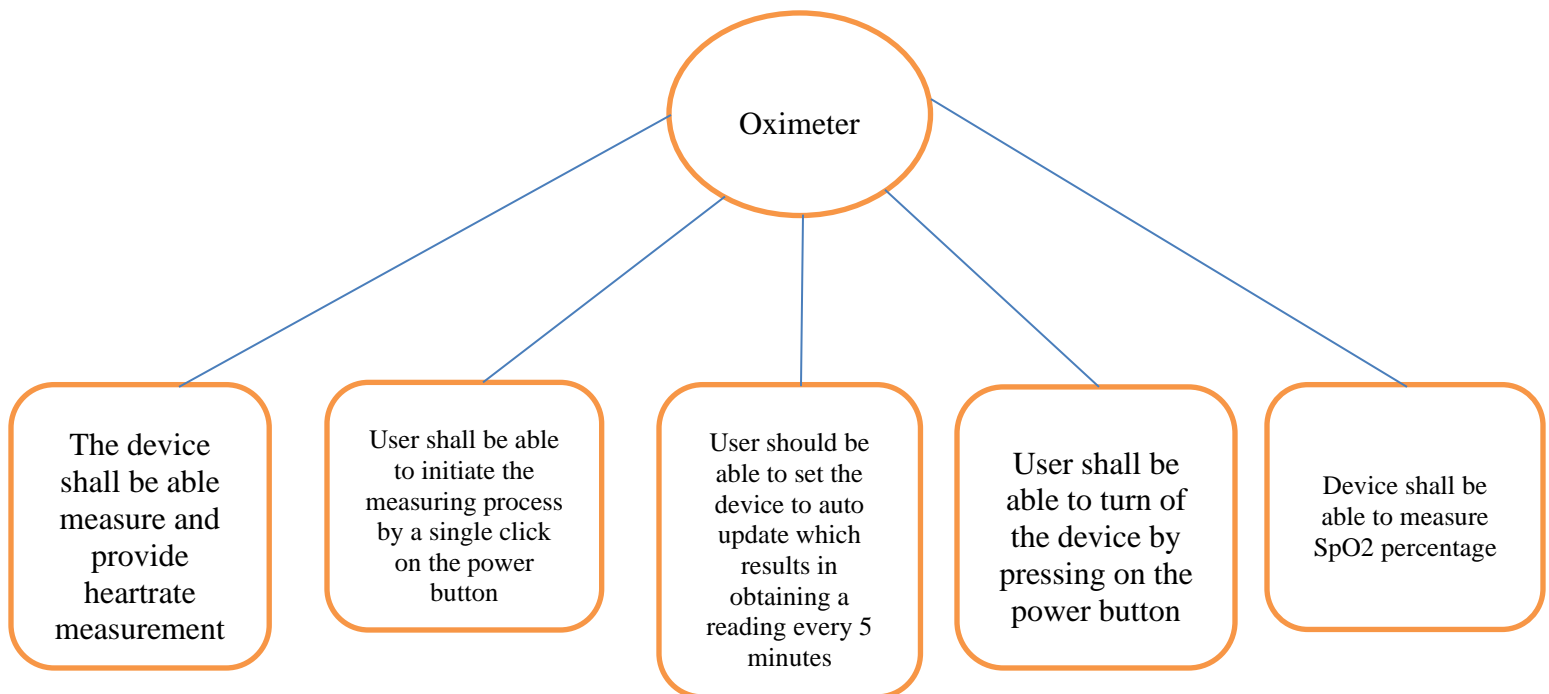 Oximeter
The device
shall be able
measure and
provide
heartrate
measurement
User shall be able
to initiate the
measuring process
by a single click
on the power
button
User should be
able to set the
device to auto
update which
results in
obtaining a
reading every 5
minutes
User shall be
able to turn of
the device by
pressing on the
power button
Device shall be
able to measure
SpO2 percentage